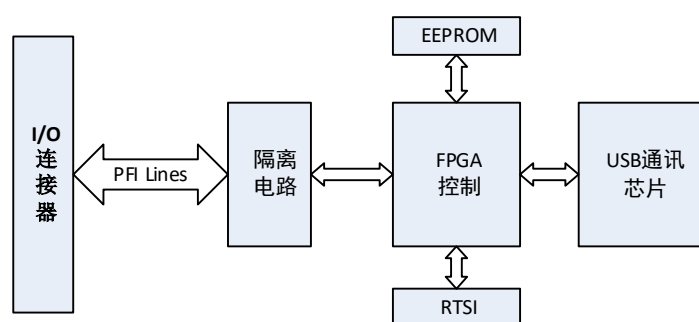 EEPROM
I/O
连
接
器
PFI Lines
隔离
电路
FPGA
控制
USB通讯
芯片
RTSI